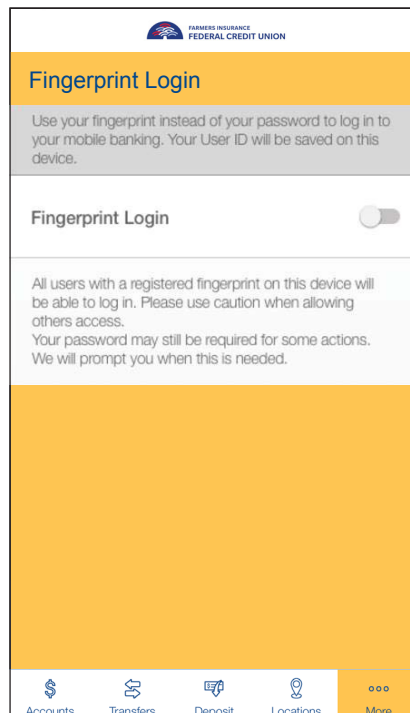 FARMERS INSURANCE
FEDERAL CREDIT UNION
Fingerprint Login
Use your fingerprint instead of your password to log in to
your mobile banking. Your User ID will be saved on this
device.
Fingerprint Login
All users with a registered fingerprint on this device will
be able to log in. Please use caution when allowing
others access.
Your password may still be required for some actions.
We will prompt you when this is needed.
Accounts Transfers Deposit Locations More